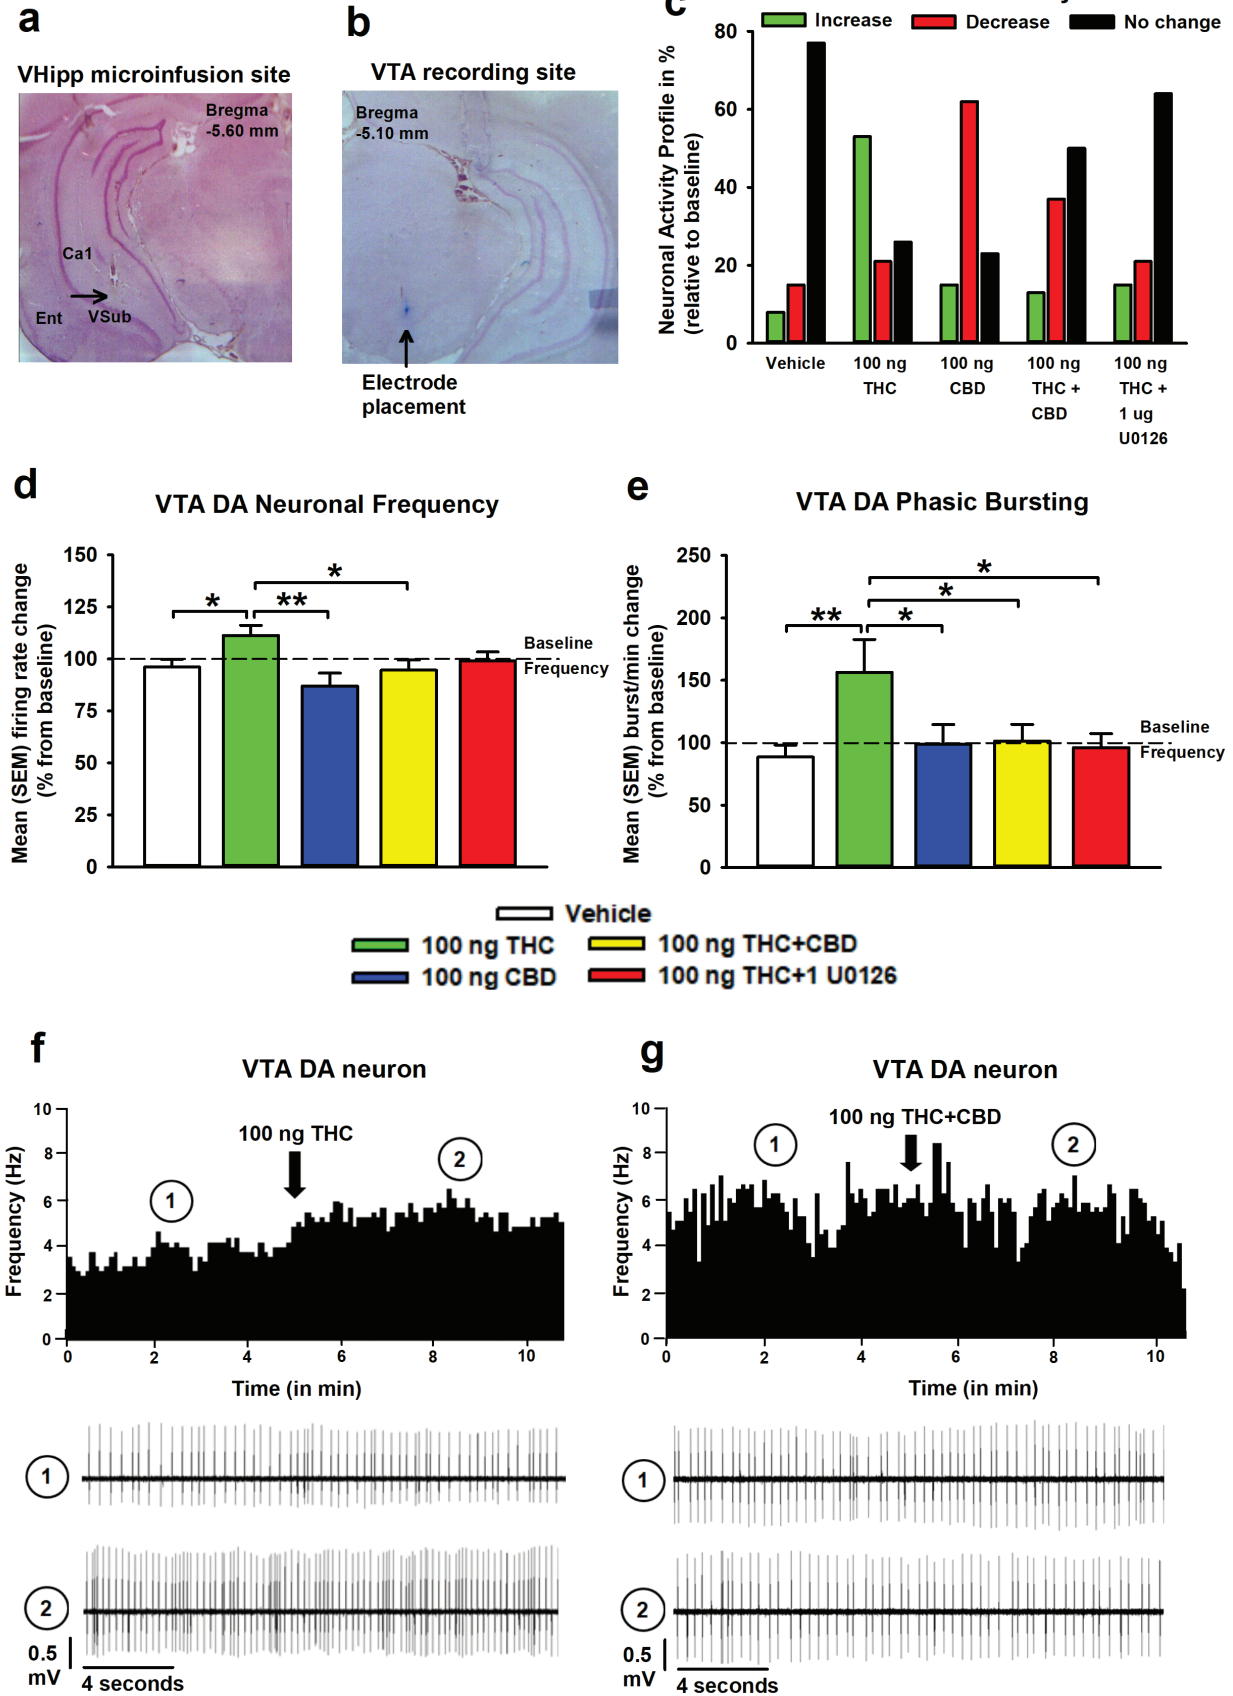 a
VHipp microinfusion site
Bregma
-5.60 mm
Ca1
Ent
VSub
b
VTA recording site
Bregma
-5.10 mm
Electrode
placement
c
Increase
Decrease
No change
Neuronal Activity Profile in %
(relative to baseline)
80
60
40
20
0
Vehicle
100 ng
THC
100 ng
CBD
100 ng
THC +
CBD
100 ng
THC +
1 ug
U0126
d
VTA DA Neuronal Frequency
Mean (SEM) firing rate change
(% from baseline)
150
125
100
75
50
25
0
*
**
*
Baseline
Frequency
e
VTA DA Phasic Bursting
Mean (SEM) burst/min change
(% from baseline)
250
200
150
100
50
0
**
*
*
*
Baseline
Frequency
Vehicle
100 ng THC
100 ng THC+CBD
100 ng CBD
100 ng THC+1 U0126
f
VTA DA neuron
Frequency (Hz)
10
8
6
4
2
0
100 ng THC
1
2
0 2 4 6 8 10
Time (in min)
1
2
0.5
mV
4 seconds
g
VTA DA neuron
Frequency (Hz)
10
8
6
4
2
0
100 ng THC+CBD
1
2
0 2 4 6 8 10
Time (in min)
1
2
0.5
mV
4 seconds